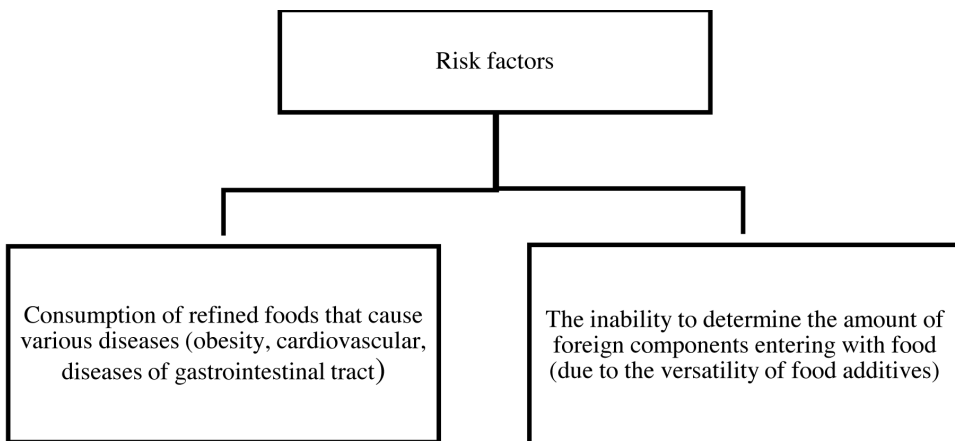 Risk factors
Consumption of refined foods that cause
various diseases (obesity, cardiovascular,
diseases of gastrointestinal tract)
The inability to determine the amount of
foreign components entering with food
(due to the versatility of food additives)